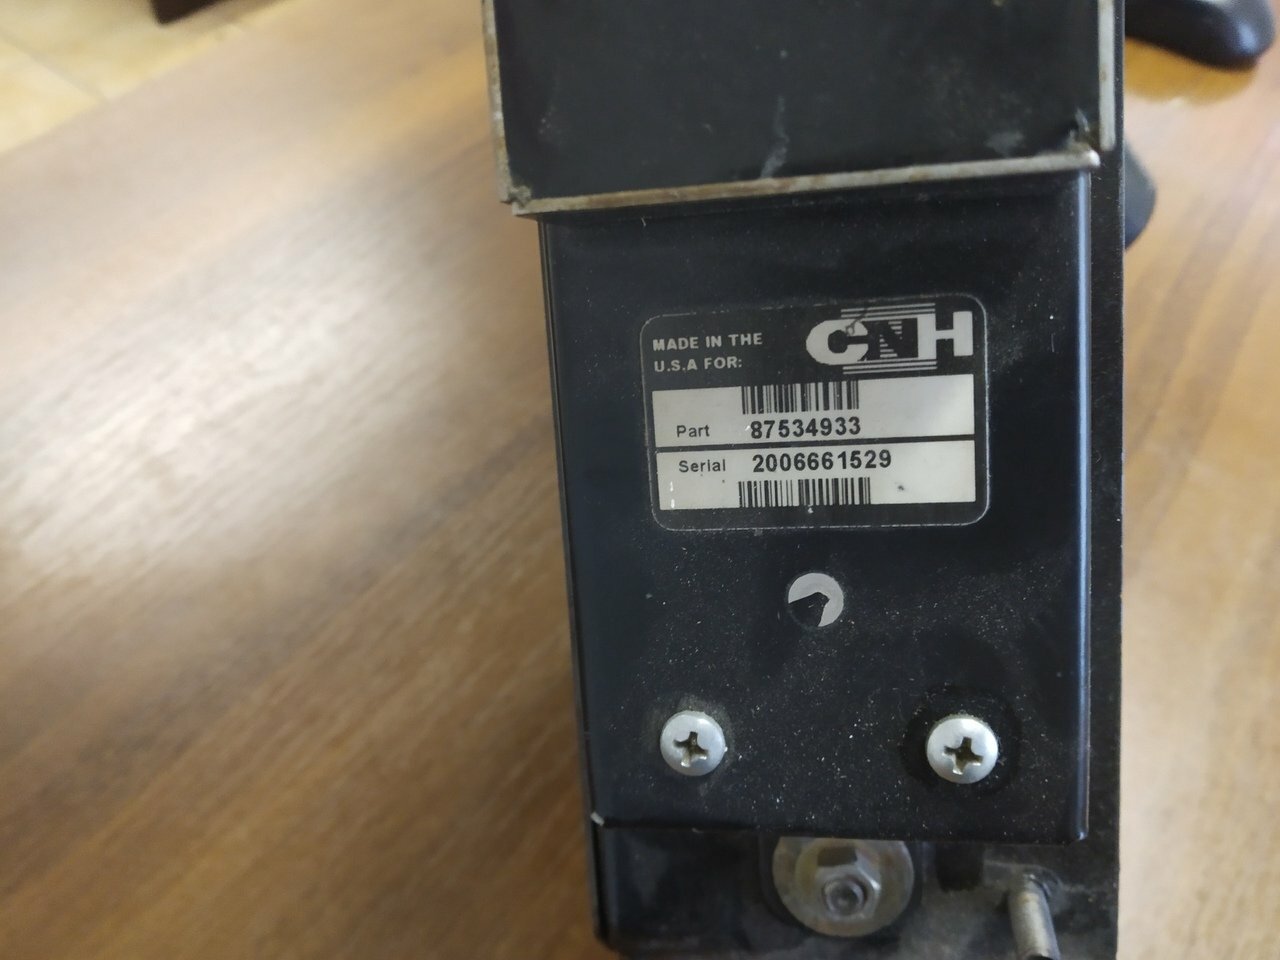 MADE IN THE
U.S.A FOR:
CNH
Part 87534933
Serial 2006661529